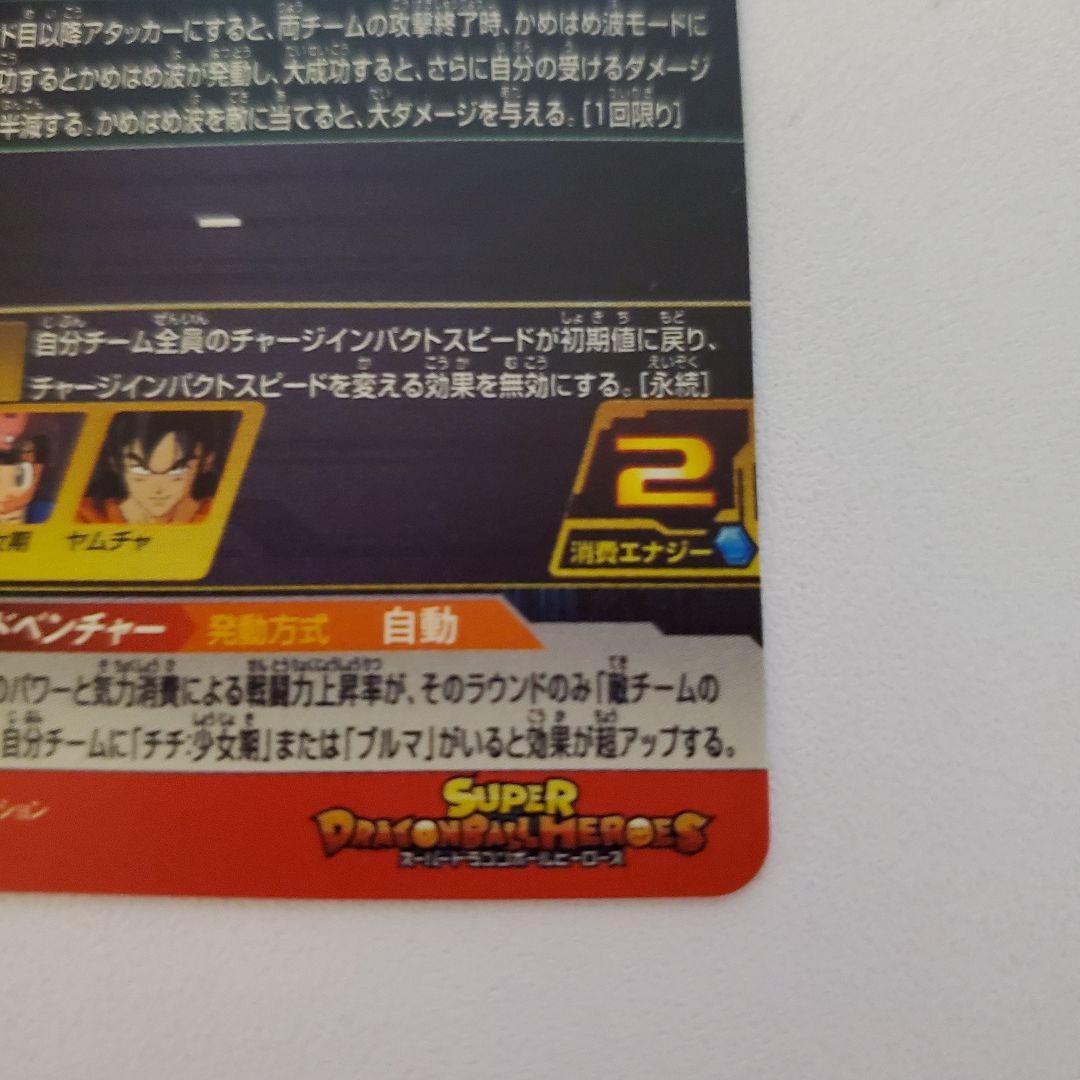 ド目以降アタッカーにすると、両チームの攻撃終了時、かめはめ波モードに
功するとかめはめ波が発動し、大成功すると、さらに自分の受けるダメージ
半減する。かめはめ波を敵に当てると、大ダメージを与える。[1回限り]
自分チーム全員のチャージインパクトスピードが初期値に戻り、
チャージインパクトスピードを変える効果を無効にする。[永続]
2
女期 ヤムチャ
消費エナジー
ドベンチャー 発動方式 自動
のパワーと気力消費による戦闘力上昇率が、そのラウンドのみ「敵チームの
自分チームに「チチ:少女期」または「ブルマ」がいると効果が超アップする。
ション
SUPER
DRAGONBALL HEROES
スーパードラゴンボールヒーローズ